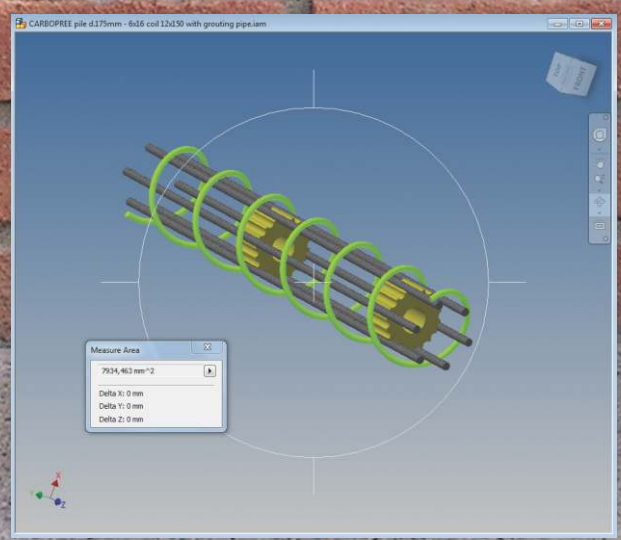 CARBOPREE pile d.175mm - 6x16 coil 12x150 with grouting pipe.iam
FRONT
Measure Area
7934,463 mm^2
Delta X: 0 mm
Delta Y: 0 mm
Delta Z: 0 mm
X
Y
Z